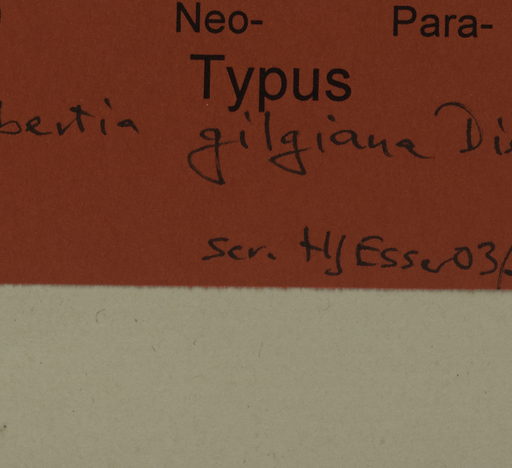 Neo- Para-
Typus
bertia gilgiana Di
scr. HJEsser03/